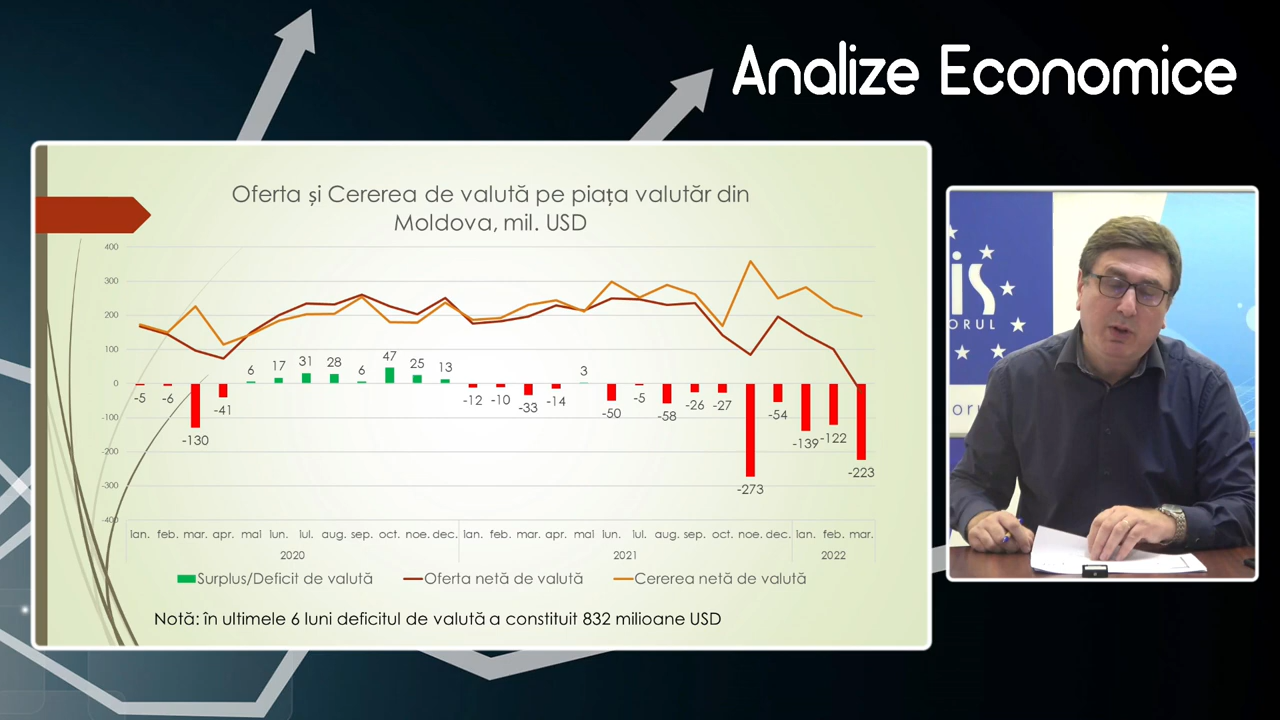 Analize Economice
Oferta și Cererea de valută pe piața valutăr din
Moldova, mil. USD
400
300
200
100
0
-100
-200
-300
-400
-5 -6 -130 -41 6 17 31 28 6 47 25 13 -12 -10 -33 -14 3 -50 -5 -58 -26 -27 -273 -54 -139 -122 -223
Ian. feb. mar. apr. mai Iun. Iul. aug. sep. oct. noe. dec. Ian. feb. mar. apr. mai Iun. Iul. aug. sep. oct. noe. dec. Ian. feb. mar.
2020 2021 2022
Surplus/Deficit de valută Oferta netă de valută Cererea netă de valută
Notă: în ultimele 6 luni deficitul de valută a constituit 832 milioane USD
is
ORUL